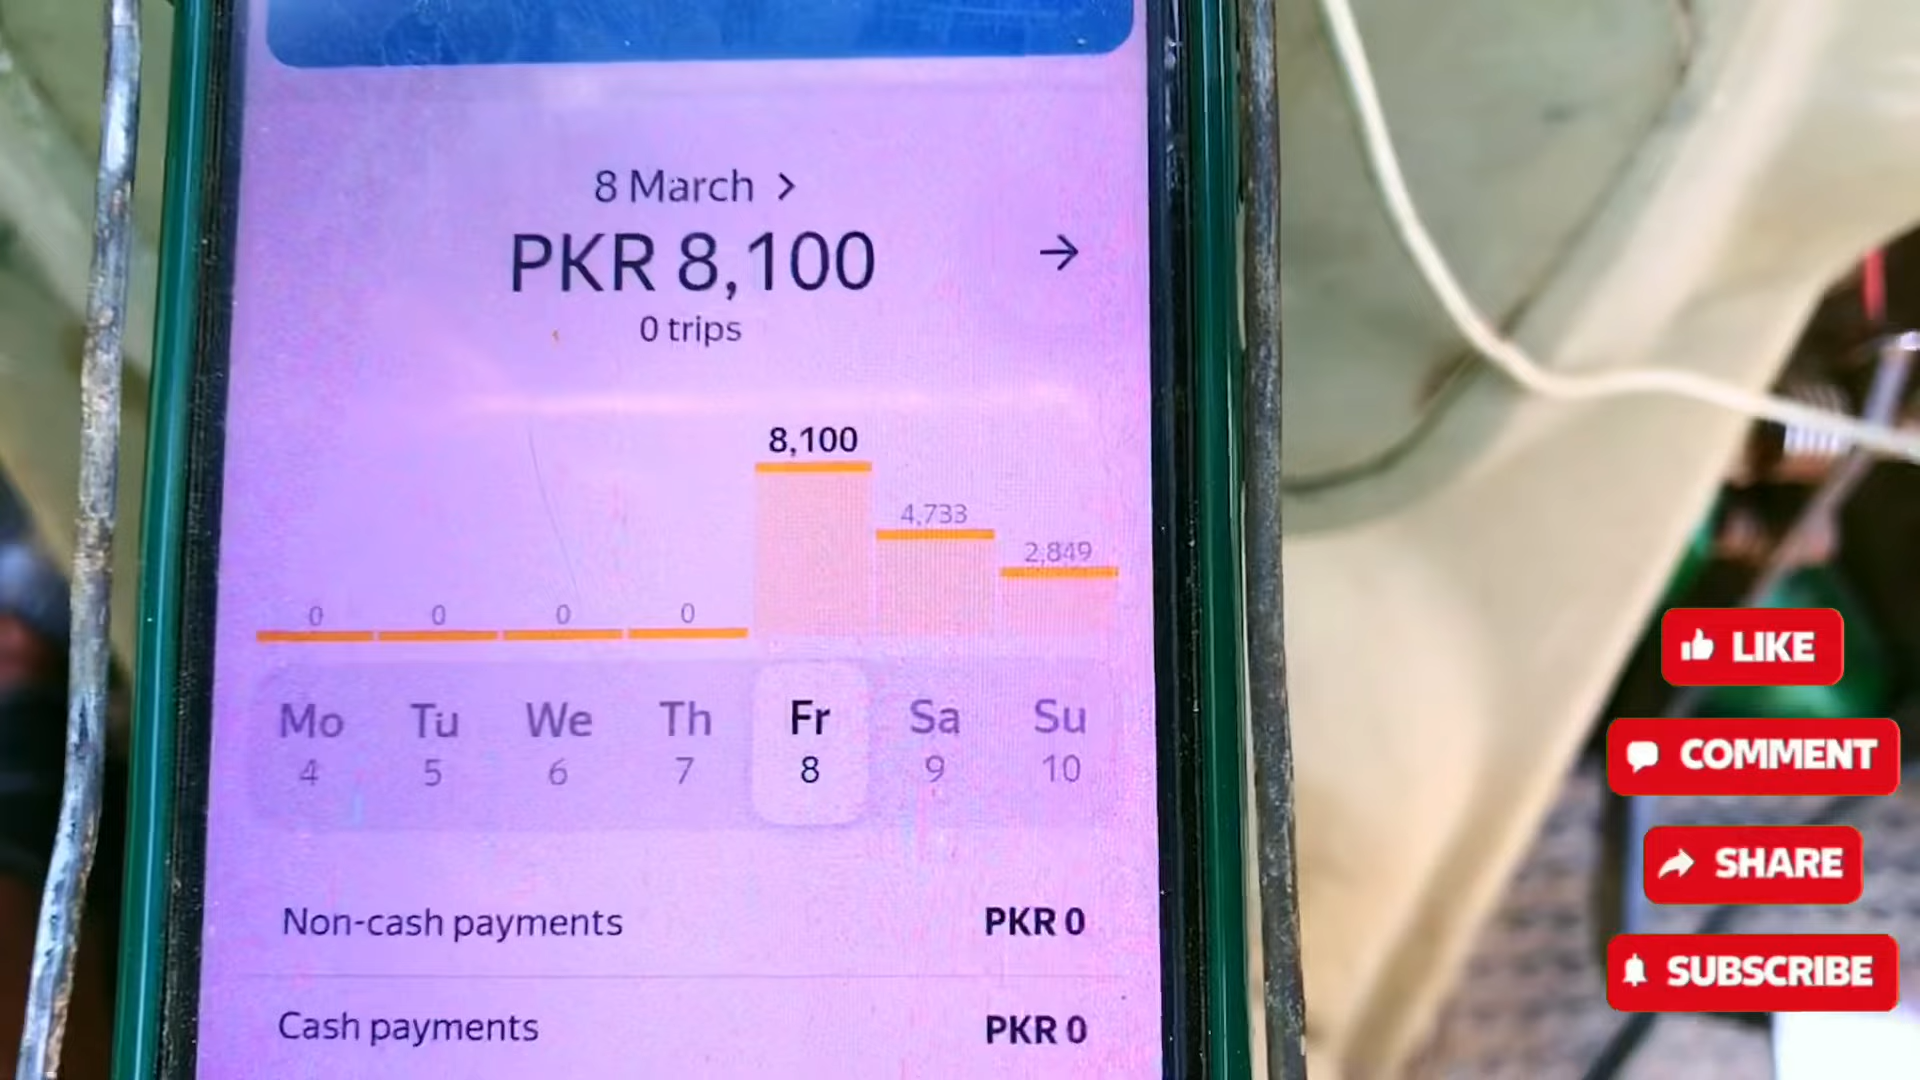 8 March >
PKR 8,100 →
0 trips
8,100
4,733
2,849
0 0 0 0
Mo Tu We Th Fr Sa Su
4 5 6 7 8 9 10
Non-cash payments PKR 0
Cash payments PKR 0
LIKE
COMMENT
SHARE
SUBSCRIBE